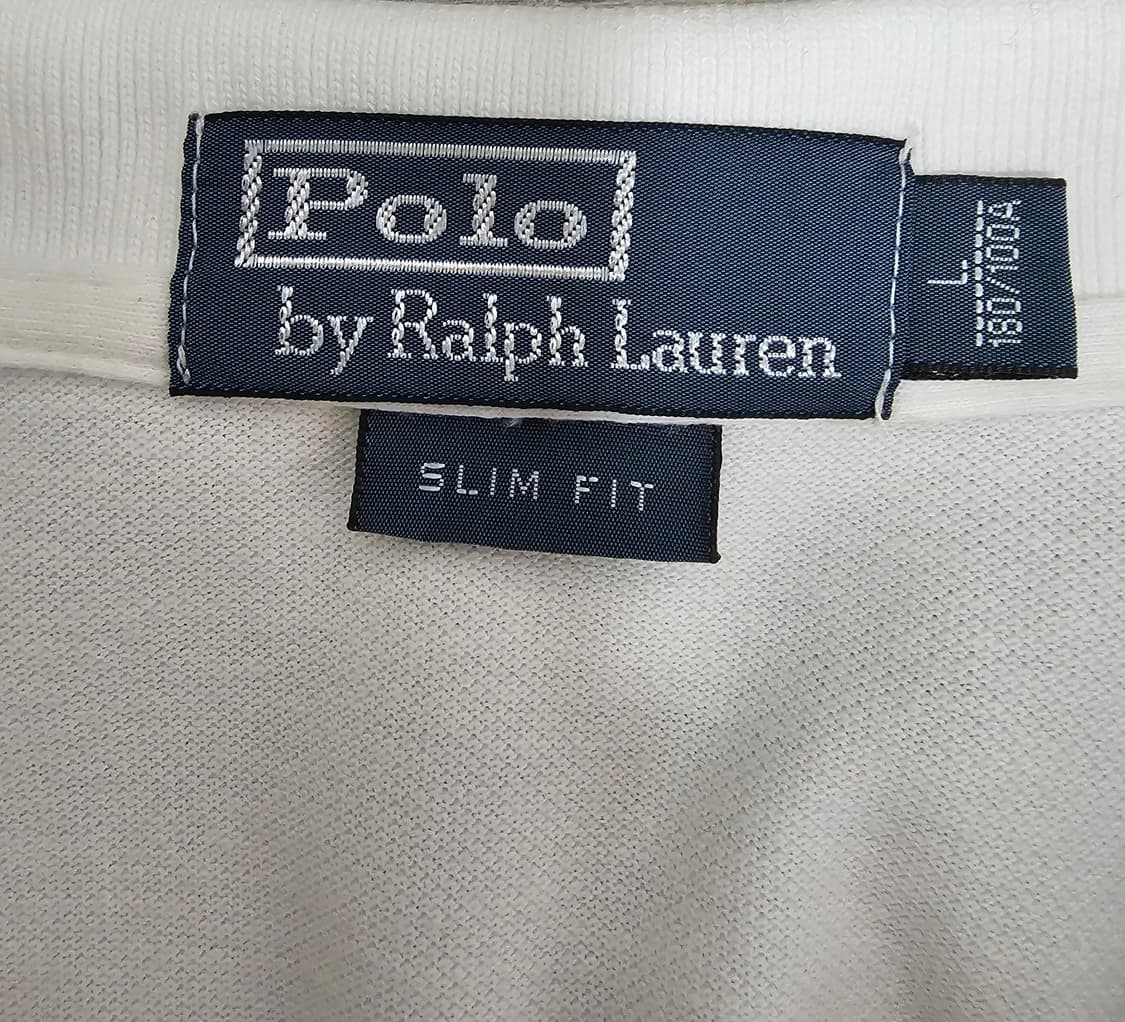 Polo
by Ralph Lauren
L
180/100A
SLIM FIT